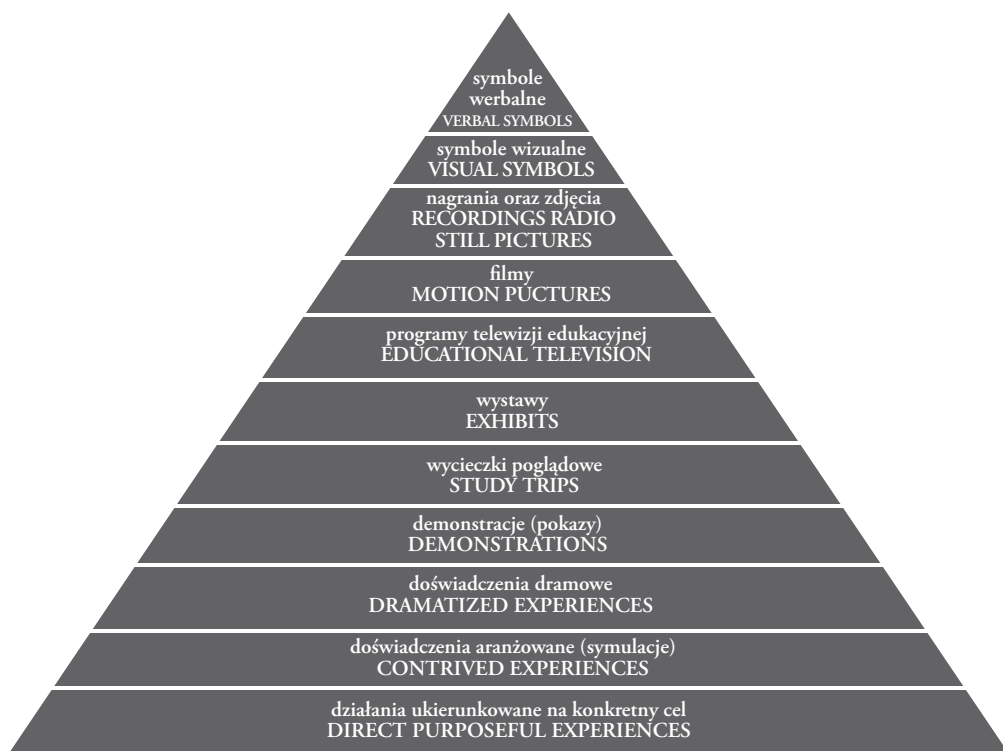 symbole
werbalne
VERBAL SYMBOLS
symbole wizualne
VISUAL SYMBOLS
nagrania oraz zdjęcia
RECORDINGS RADIO
STILL PICTURES
filmy
MOTION PUCTURES
programy telewizji edukacyjnej
EDUCATIONAL TELEVISION
wystawy
EXHIBITS
wycieczki poglądowe
STUDY TRIPS
demonstracje (pokazy)
DEMONSTRATIONS
doświadczenia dramowe
DRAMATIZED EXPERIENCES
doświadczenia aranżowane (symulacje)
CONTRIVED EXPERIENCES
działania ukierunkowane na konkretny cel
DIRECT PURPOSEFUL EXPERIENCES